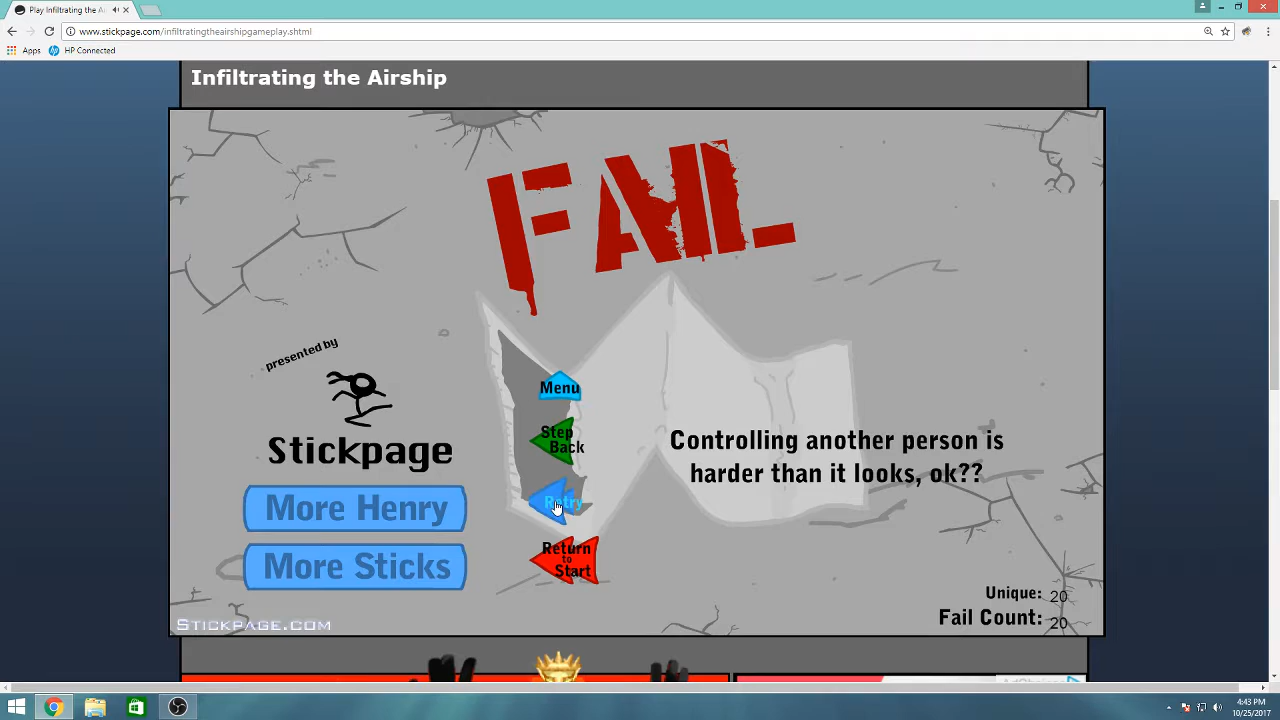 Play Infiltrating the Ai
www.stickpage.com/infiltratingtheairshipgameplay.shtml
Apps HP Connected
Infiltrating the Airship
FAIL
presented by
Stickpage
More Henry
More Sticks
Menu
Step
Back
Retry
Return
to
Start
Controlling another person is
harder than it looks, ok??
Unique: 20
Fail Count: 20
STICKPAGE.COM
AdChoices
4:43 PM
10/25/2017